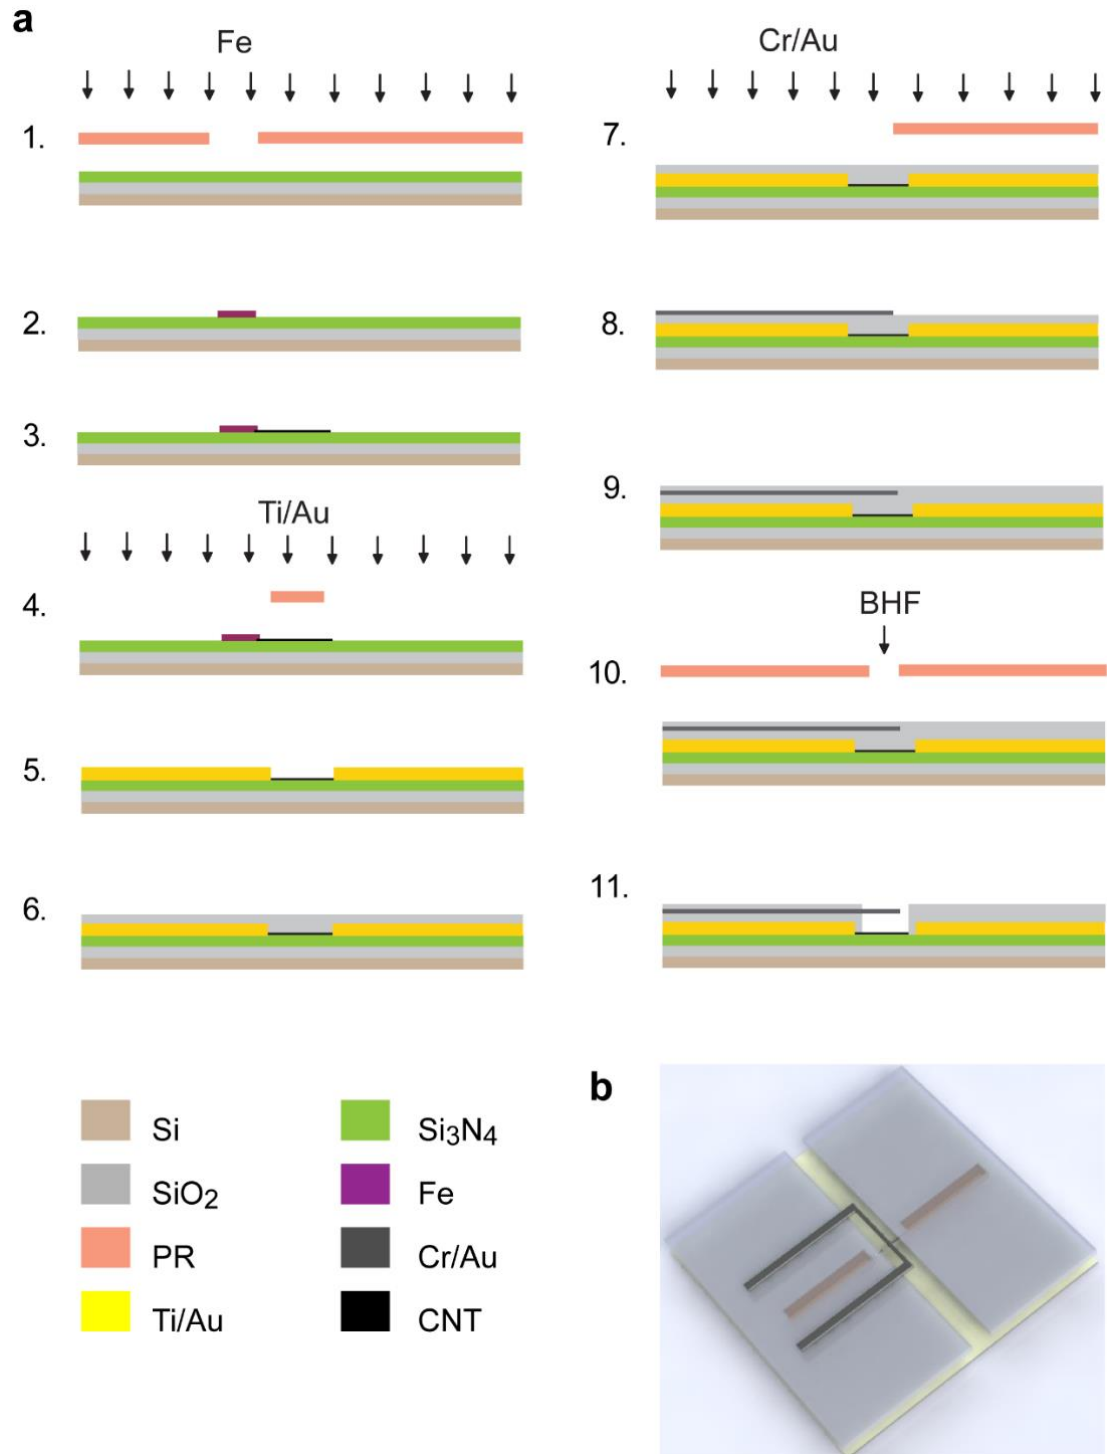 a
Fe
1.
2.
3.
Ti/Au
4.
5.
6.
Cr/Au
7.
8.
9.
BHF
10.
11.
Si
SiO2
PR
Ti/Au
Si3N4
Fe
Cr/Au
CNT
b